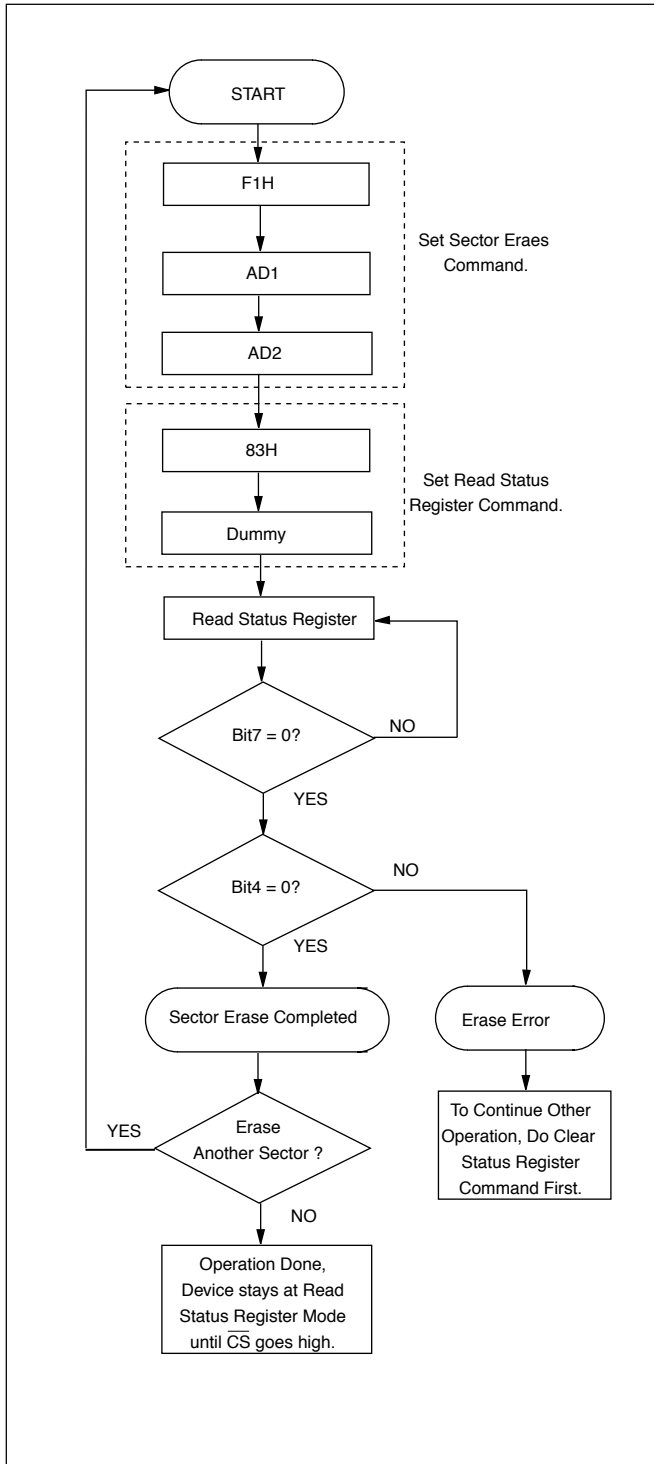 START
F1H
AD1
AD2
Set Sector Eraes
Command.
83H
Dummy
Set Read Status
Register Command.
Read Status Register
Bit7 = 0?
NO
YES
Bit4 = 0?
NO
YES
Sector Erase Completed
Erase Error
To Continue Other
Operation, Do Clear
Status Register
Command First.
YES
Erase
Another Sector ?
NO
Operation Done,
Device stays at Read
Status Register Mode
until C̅S̅ goes high.